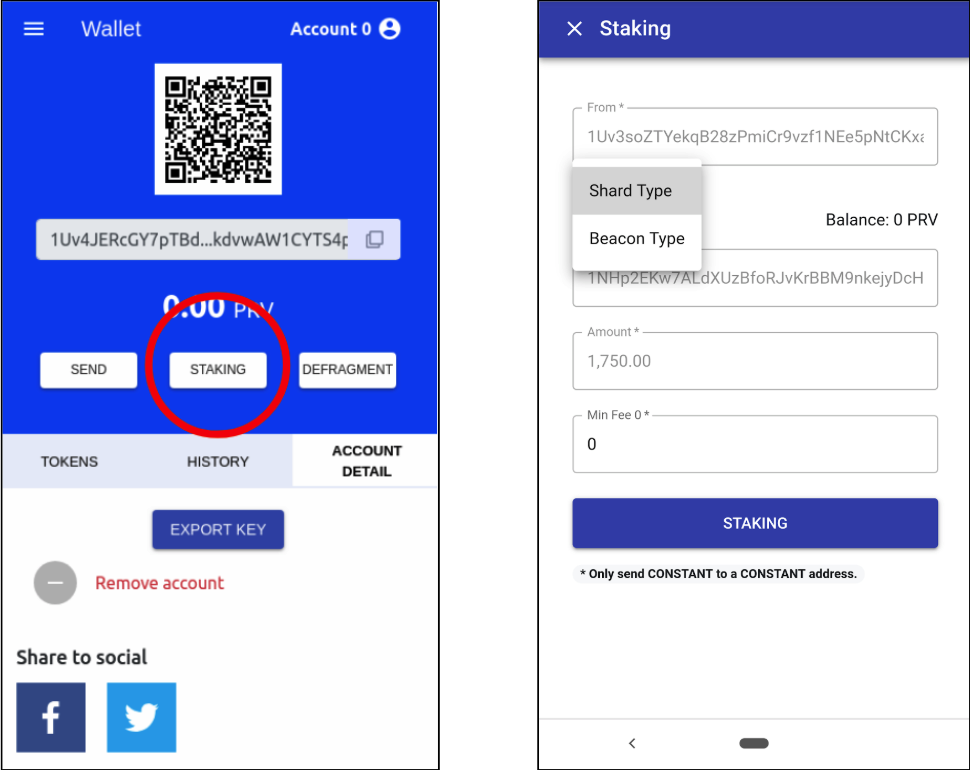 Wallet
Account 0
1Uv4JERcGY7pTBd...kdvwAW1CYTS4p
0.00 PRV
SEND
STAKING
DEFRAGMENT
TOKENS
HISTORY
ACCOUNT
DETAIL
EXPORT KEY
Remove account
Share to social
Staking
From *
1Uv3soZTYekqB28zPmiCr9vzf1NEe5pNtCKxa
Shard Type
Beacon Type
Balance: 0 PRV
1NHp2EKw7ALdXUzBfoRJvKrBBM9nkejyDcH
Amount *
1,750.00
Min Fee 0 *
0
STAKING
* Only send CONSTANT to a CONSTANT address.